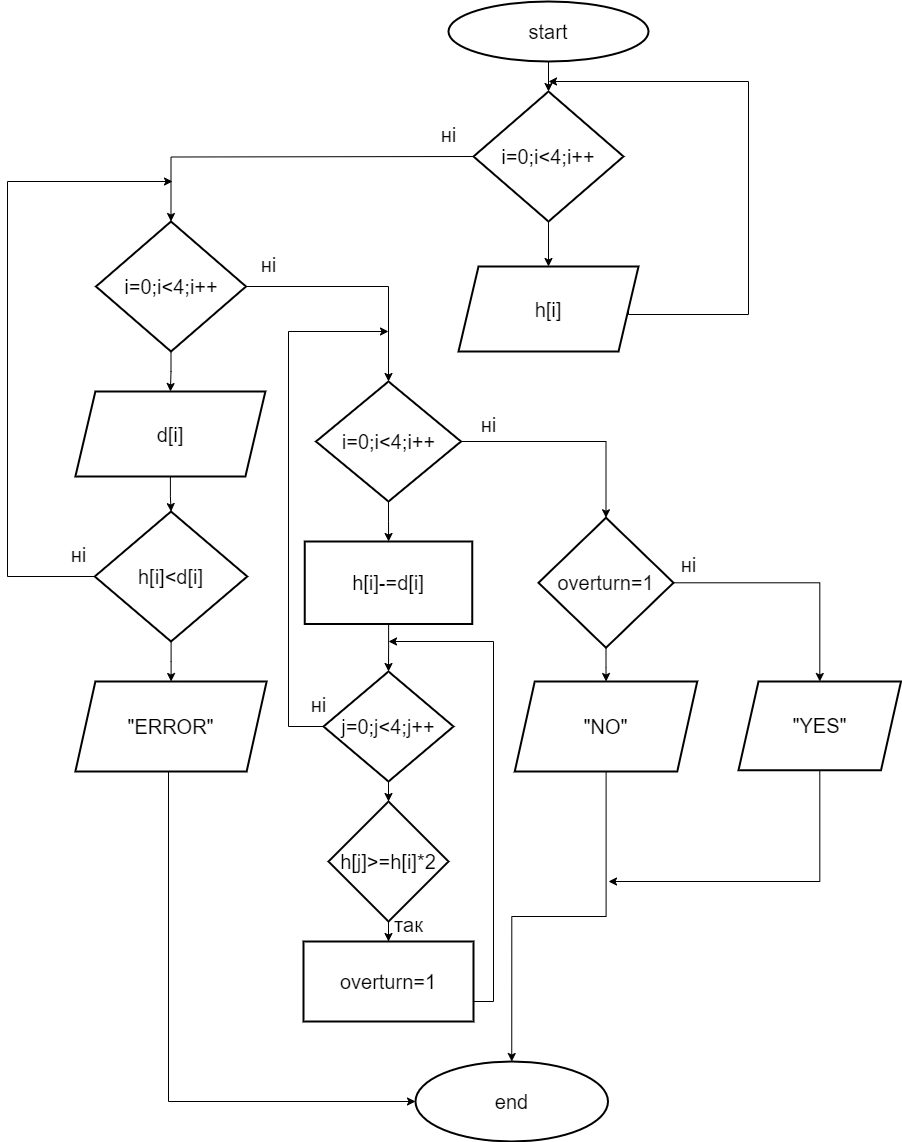 start
ні
i=0;i<4;i++
h[i]
i=0;i<4;i++
ні
d[i]
ні
h[i]<d[i]
"ERROR"
i=0;i<4;i++
ні
h[i]-=d[i]
ні
j=0;j<4;j++
h[j]>=h[i]*2
так
overturn=1
overturn=1
ні
"NO"
"YES"
end